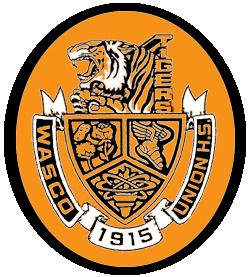 TIGERS
WASCO
1915
UNION H.S.